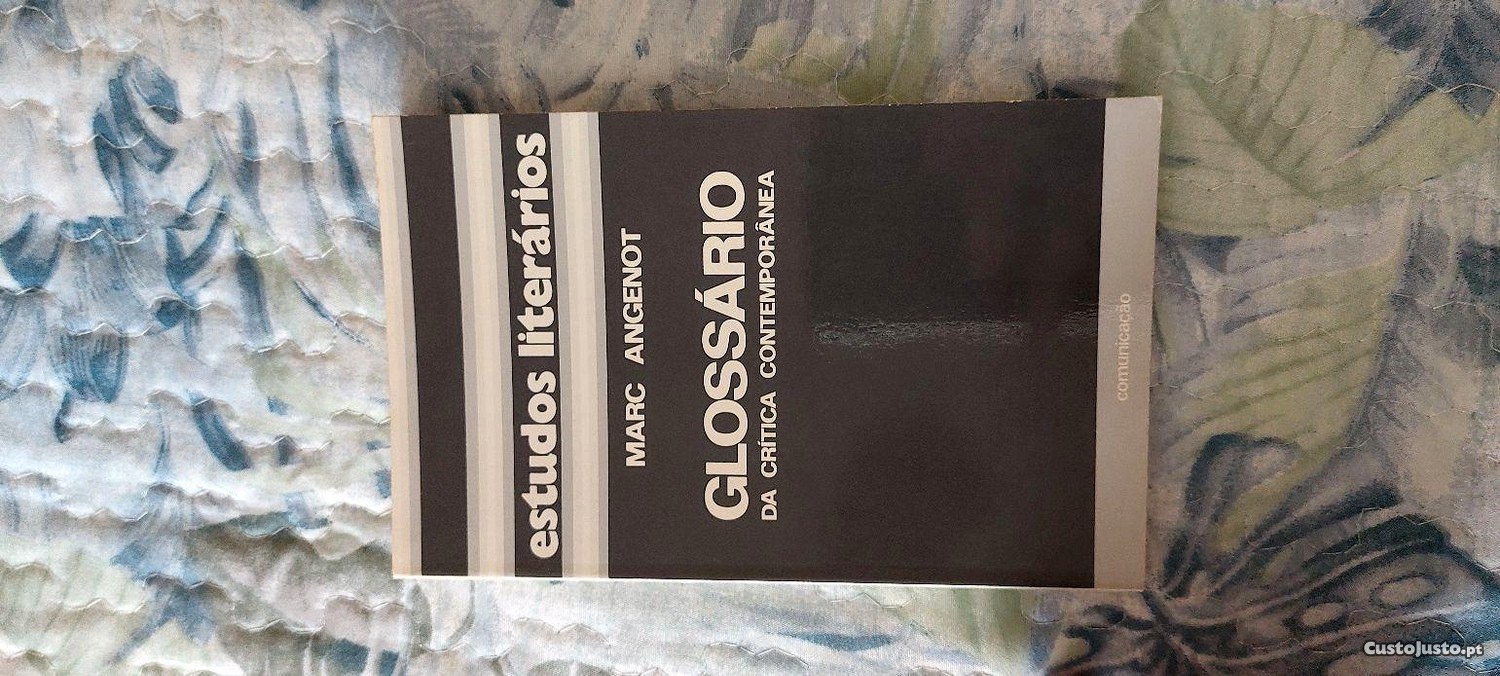 estudos literários
MARC ANGENOT
GLOSSÁRIO
DA CRÍTICA CONTEMPORÂNEA
comunicação
CustoJusto.pt